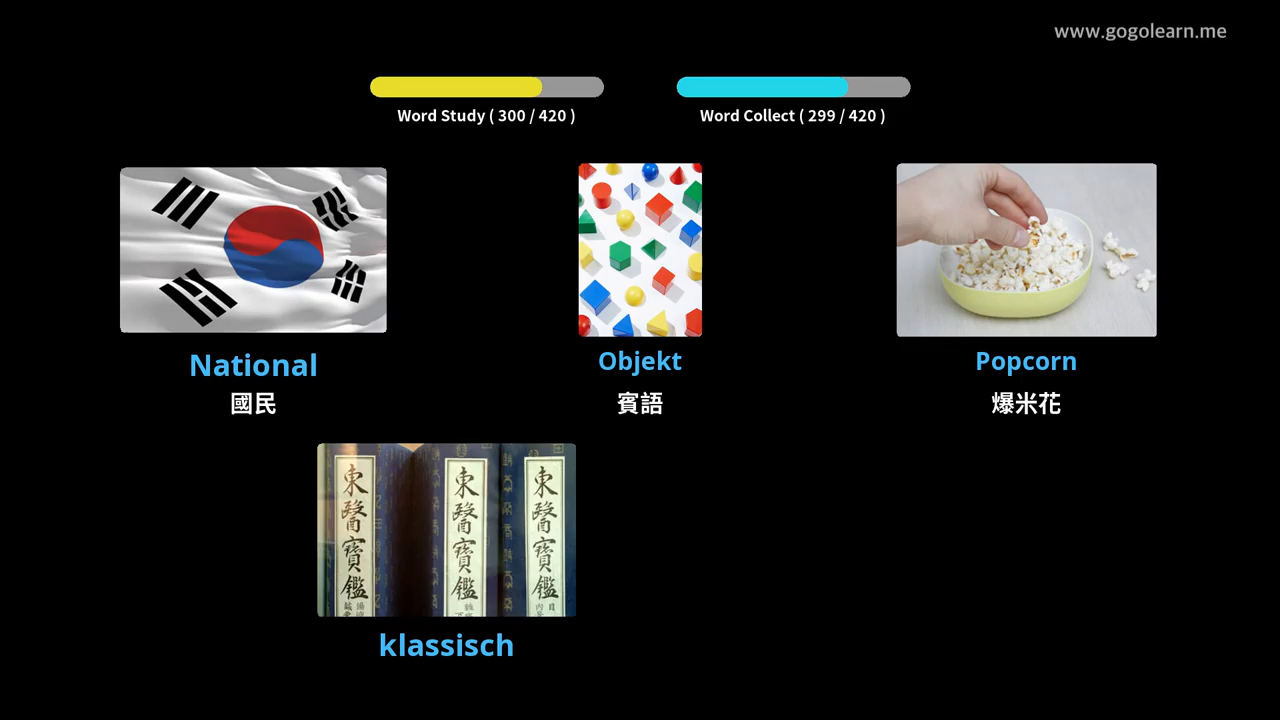 www.gogolearn.me
Word Study ( 300 / 420 )
Word Collect ( 299 / 420 )
National
國民
Objekt
賓語
Popcorn
爆米花
東醫寶鑑
東醫寶鑑
東醫寶鑑
klassisch